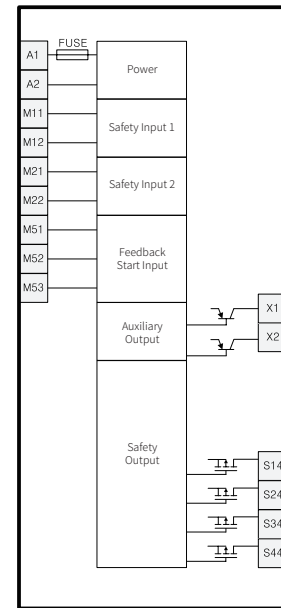 FUSE
A1
A2
M11
M12
M21
M22
M51
M52
M53
Power
Safety Input 1
Safety Input 2
Feedback
Start Input
Auxiliary
Output
Safety
Output
X1
X2
S14
S24
S34
S44